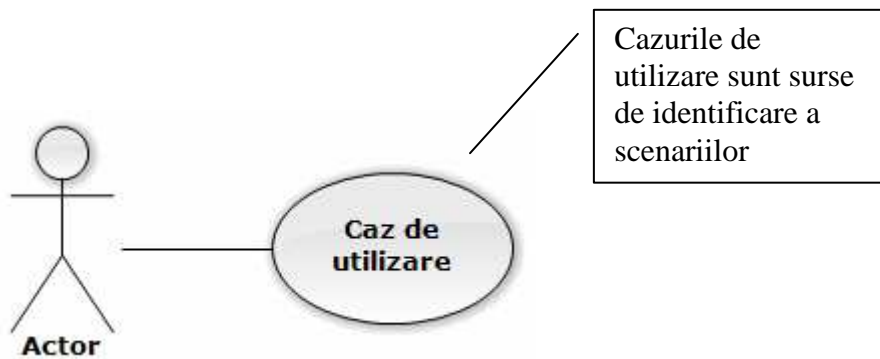 Cazurile de
utilizare sunt surse
de identificare a
scenariilor
Caz de
utilizare
Actor